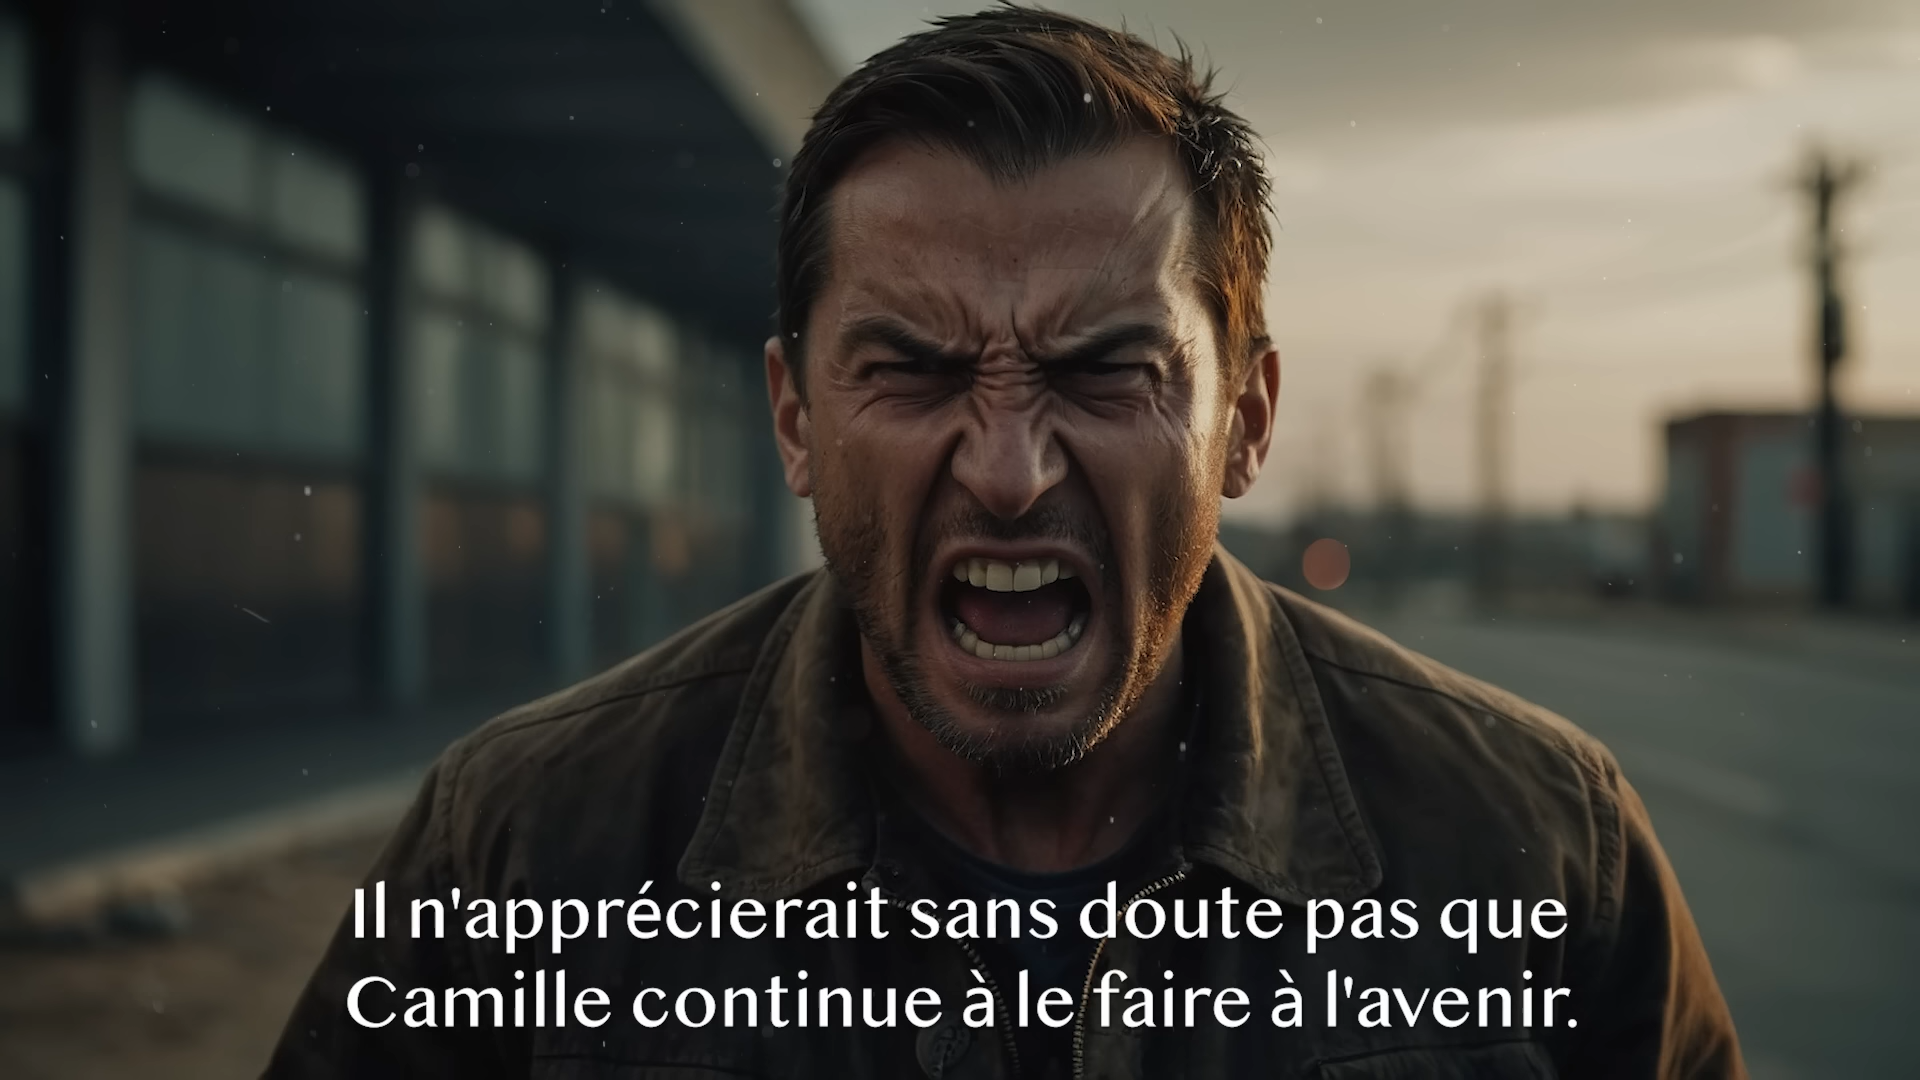 Il n'apprécierait sans doute pas que
Camille continue à le faire à l'avenir.